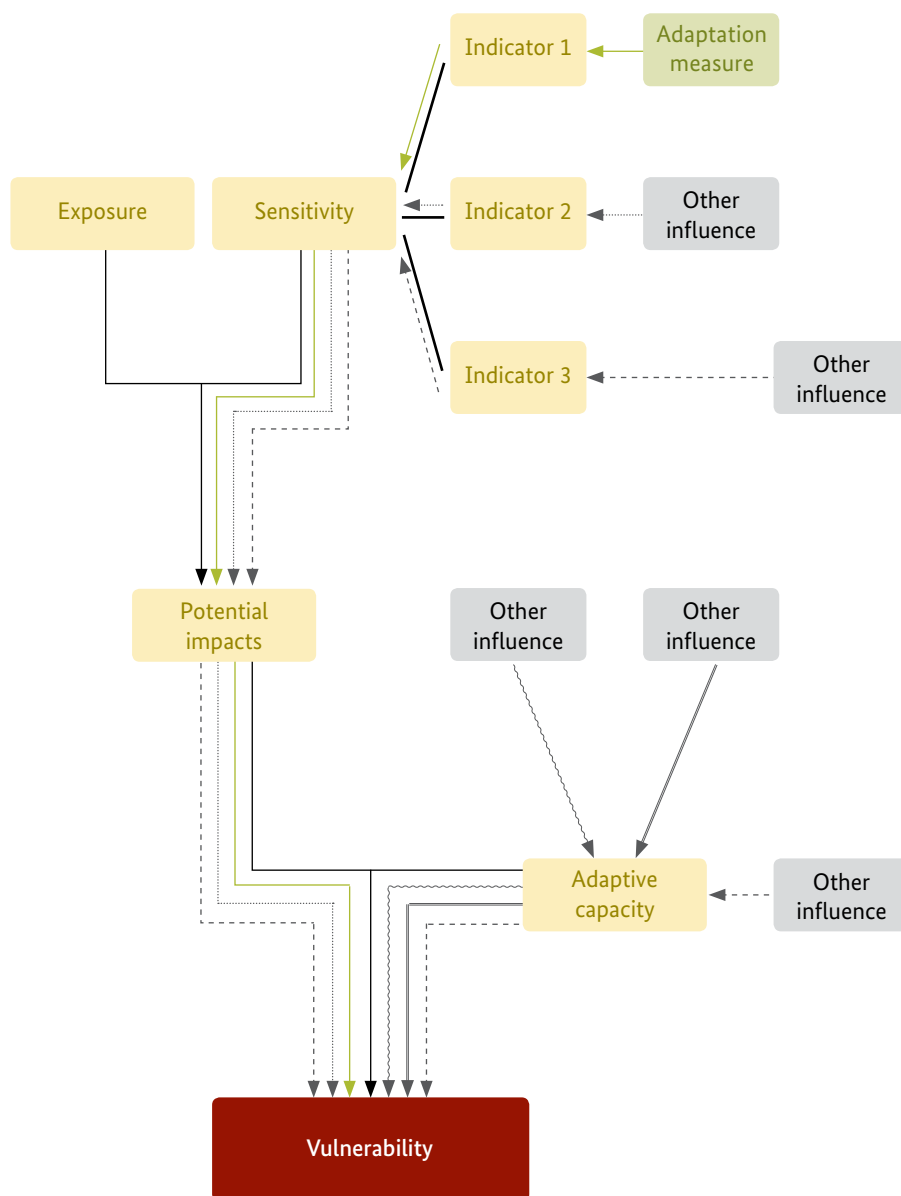 Indicator 1
Adaptation
measure
Exposure
Sensitivity
Indicator 2
Other
influence
Indicator 3
Other
influence
Potential
impacts
Other
influence
Other
influence
Adaptive
capacity
Other
influence
Vulnerability